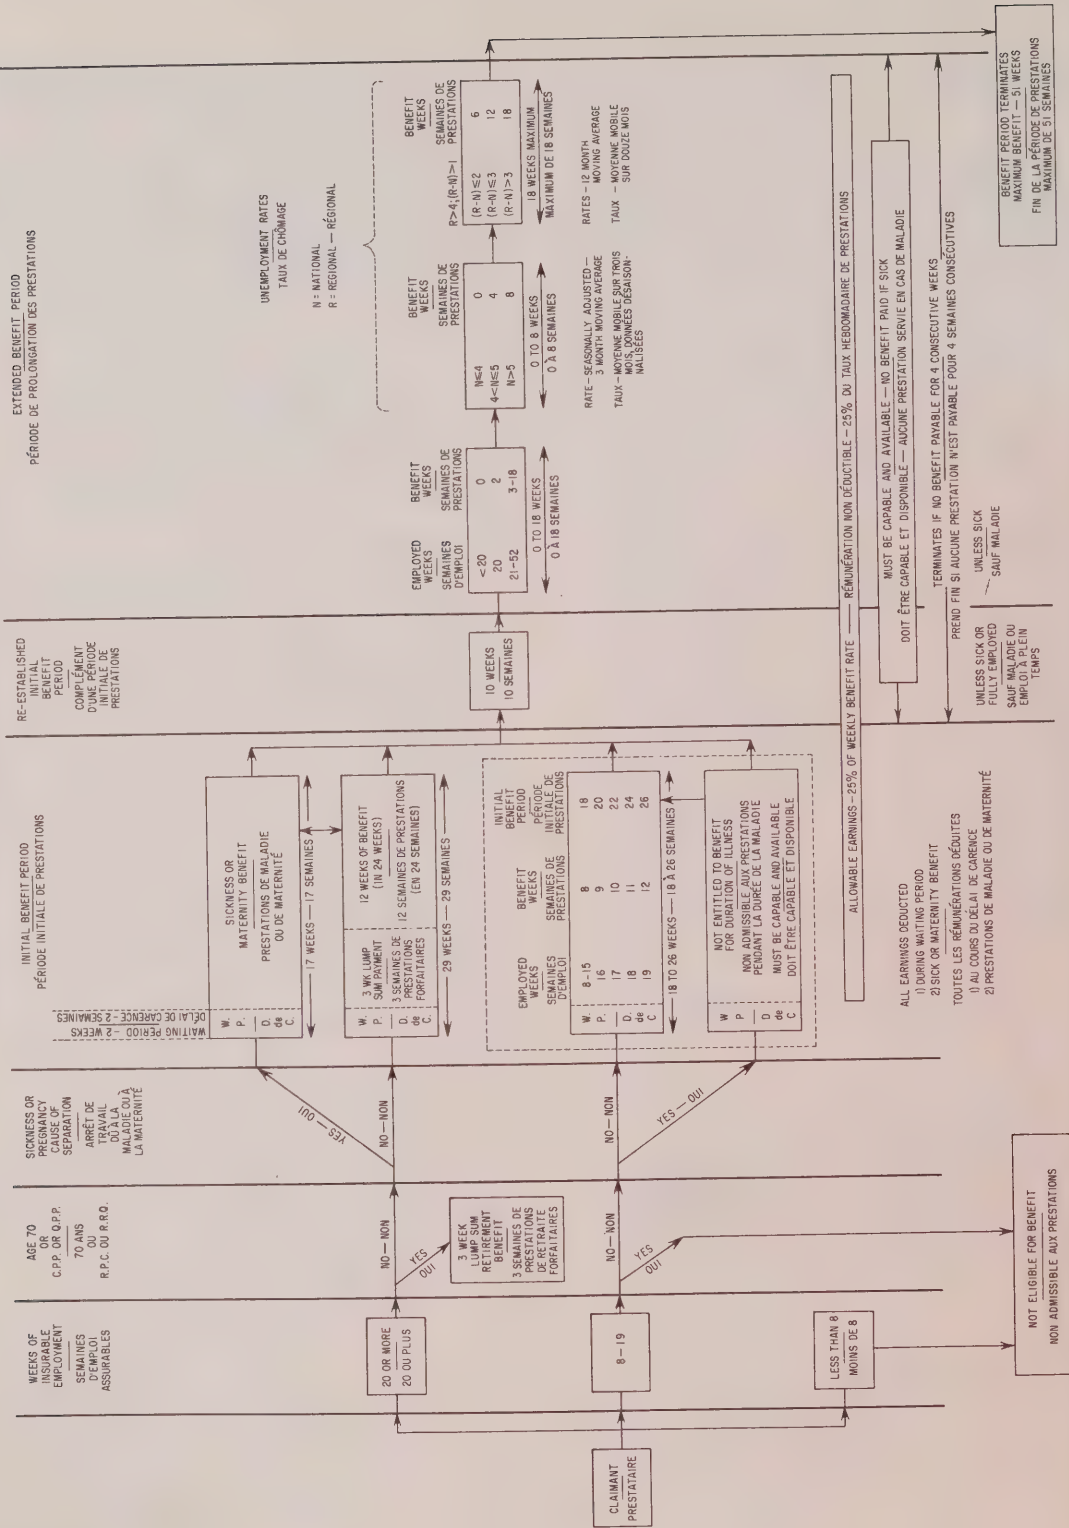 WEEKS OF
INSURABLE
EMPLOYMENT
SEMAINES
D'EMPLOI
ASSURABLES
AGE 70
OR
C.P.P. OR Q.P.P.
70 ANS
OU
R.P.C. OU R.R.Q.
SICKNESS OR
PREGNANCY
CAUSE OF
SEPARATION
ARRÊT DE
TRAVAIL
DÛ À LA
MALADIE OU À
LA MATERNITÉ
INITIAL BENEFIT PERIOD
PÉRIODE INITIALE DE PRESTATIONS
WAITING PERIOD - 2 WEEKS
DÉLAI DE CARENCE - 2 SEMAINES
RE-ESTABLISHED
INITIAL
BENEFIT
PERIOD
COMPLÉMENT
D'UNE PÉRIODE
INITIALE DE
PRESTATIONS
EXTENDED BENEFIT PERIOD
PÉRIODE DE PROLONGATION DES PRESTATIONS
CLAIMANT
PRESTATAIRE
20 OR MORE
20 OU PLUS
8-19
LESS THAN 8
MOINS DE 8
NO—NON
YES
OUI
3 WEEK
LUMP SUM
RETIREMENT
BENEFIT
3 SEMAINES DE
PRESTATIONS
DE RETRAITE
FORFAITAIRES
NO—NON
YES
OUI
NOT ELIGIBLE FOR BENEFIT
NON ADMISSIBLE AUX PRESTATIONS
YES—OUI
NO—NON
NO—NON
YES—OUI
W.
P.
D.
de
C.
SICKNESS OR
MATERNITY BENEFIT
PRESTATIONS DE MALADIE
OU DE MATERNITÉ
17 WEEKS—17 SEMAINES
W.
P.
D.
de
C.
3 WK LUMP
SUM PAYMENT
3 SEMAINES DE
PRESTATIONS
FORFAITAIRES
12 WEEKS OF BENEFIT
(IN 24 WEEKS)
12 SEMAINES DE PRESTATIONS
(EN 24 SEMAINES)
29 WEEKS—29 SEMAINES
EMPLOYED
WEEKS
SEMAINES
D'EMPLOI
BENEFIT
WEEKS
SEMAINES DE
PRESTATIONS
INITIAL
BENEFIT
PERIOD
PÉRIODE
INITIALE DE
PRESTATIONS
W.
P.
D.
de
C.
8-15 8 18
16 9 20
17 10 22
18 11 24
19 12 26
18 TO 26 WEEKS—18 À 26 SEMAINES
W
P
D
de
C
NOT ENTITLED TO BENEFIT
FOR DURATION OF ILLNESS
NON ADMISSIBLE AUX PRESTATIONS
PENDANT LA DURÉE DE LA MALADIE
MUST BE CAPABLE AND AVAILABLE
DOIT ÊTRE CAPABLE ET DISPONIBLE
10 WEEKS
10 SEMAINES
EMPLOYED
WEEKS
SEMAINES
D'EMPLOI
BENEFIT
WEEKS
SEMAINES DE
PRESTATIONS
<20 0
20 2
21-52 3-18
0 TO 18 WEEKS
0 À 18 SEMAINES
UNEMPLOYMENT RATES
TAUX DE CHÔMAGE
N = NATIONAL
R = REGIONAL — RÉGIONAL
BENEFIT
WEEKS
SEMAINES DE
PRESTATIONS
N≤4 0
4<N≤5 4
N>5 8
0 TO 8 WEEKS
0 À 8 SEMAINES
RATE—SEASONALLY ADJUSTED—
3 MONTH MOVING AVERAGE
TAUX—MOYENNE MOBILE SUR TROIS
MOIS, DONNÉES DÉSAISON-
NALISÉES
BENEFIT
WEEKS
SEMAINES DE
PRESTATIONS
R>4;(R-N)>1
(R-N)≤2 6
(R-N)≤3 12
(R-N)>3 18
18 WEEKS MAXIMUM
MAXIMUM DE 18 SEMAINES
RATES - 12 MONTH
MOVING AVERAGE
TAUX - MOYENNE MOBILE
SUR DOUZE MOIS
ALLOWABLE EARNINGS-25% OF WEEKLY BENEFIT RATE — RÉMUNÉRATION NON DÉDUCTIBLE-25% DU TAUX HEBDOMADAIRE DE PRESTATIONS
MUST BE CAPABLE AND AVAILABLE—NO BENEFIT PAID IF SICK
DOIT ÊTRE CAPABLE ET DISPONIBLE — AUCUNE PRESTATION SERVIE EN CAS DE MALADIE
TERMINATES IF NO BENEFIT PAYABLE FOR 4 CONSECUTIVE WEEKS
PREND FIN SI AUCUNE PRESTATION N'EST PAYABLE POUR 4 SEMAINES CONSÉCUTIVES
ALL EARNINGS DEDUCTED
1) DURING WAITING PERIOD
2) SICK OR MATERNITY BENEFIT
TOUTES LES RÉMUNÉRATIONS DÉDUITES
1) AU COURS DU DÉLAI DE CARENCE
2) PRESTATIONS DE MALADIE OU DE MATERNITÉ
UNLESS SICK OR
FULLY EMPLOYED
SAUF MALADIE OU
EMPLOI À PLEIN
TEMPS
UNLESS SICK
SAUF MALADIE
BENEFIT PERIOD TERMINATES
MAXIMUM BENEFIT — 51 WEEKS
FIN DE LA PÉRIODE DE PRESTATIONS
MAXIMUM DE 51 SEMAINES